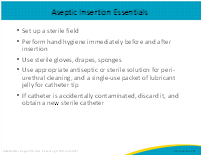 Aseptic Insertion Essentials
• Set up a sterile field
• Perform hand hygiene immediately before and after
insertion
• Use sterile gloves, drapes, sponges
• Use appropriate antiseptic or sterile solution for peri-
urethral cleaning, and a single-use packet of lubricant
jelly for catheter tip
• If catheter is accidentally contaminated, discard it, and
obtain a new sterile catheter